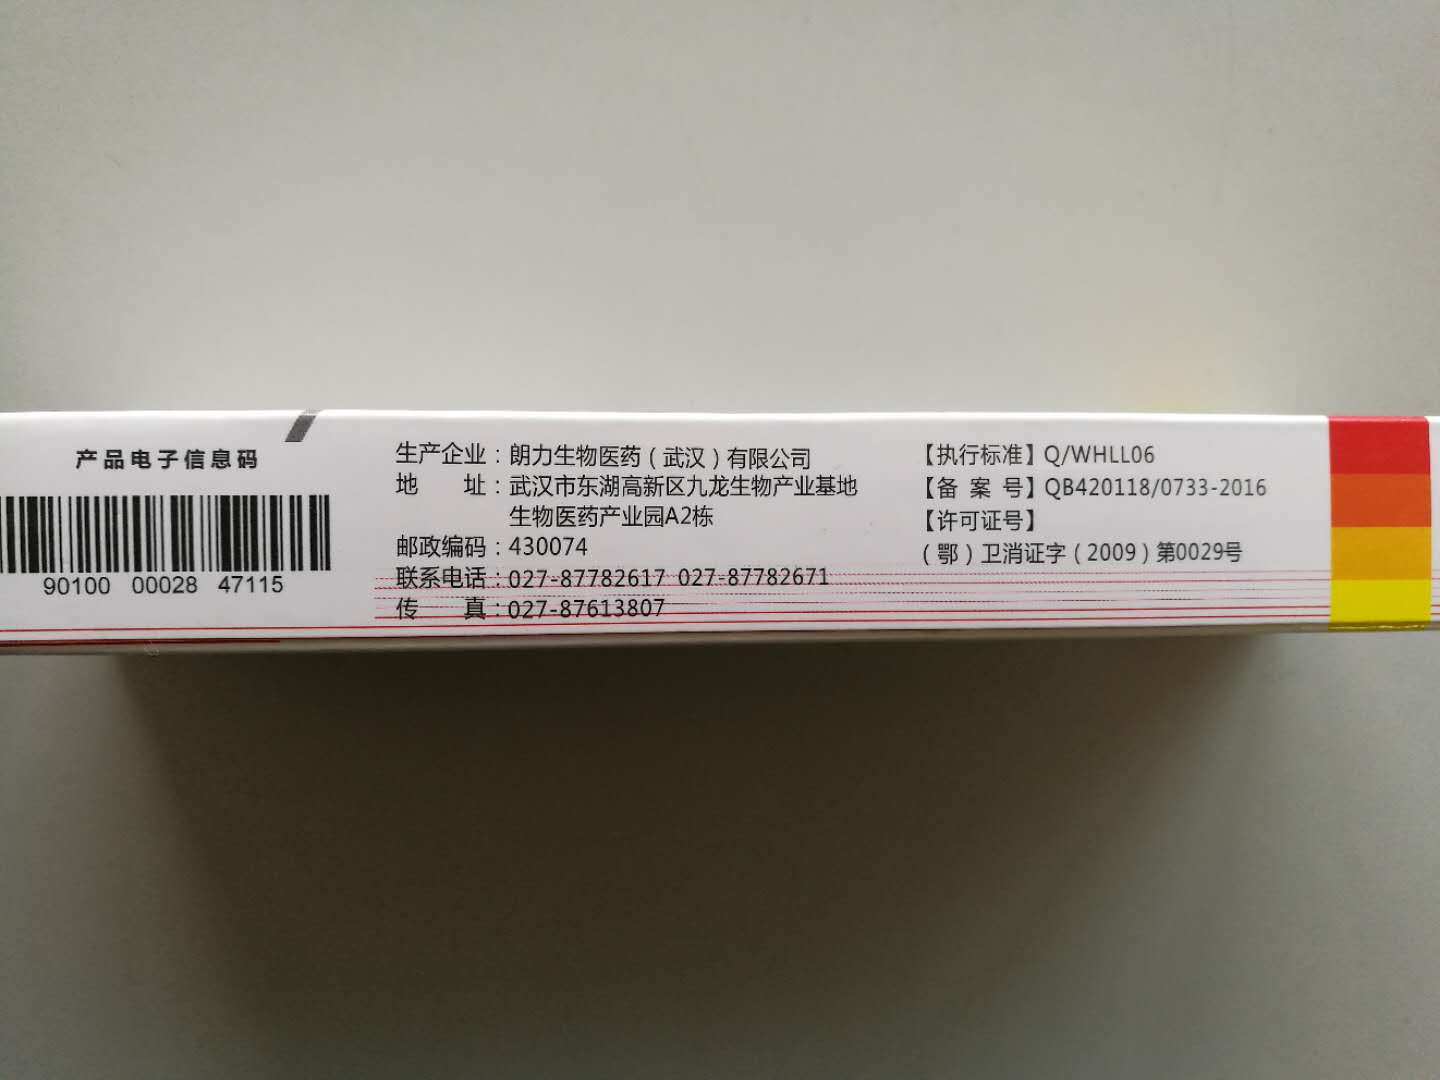 产品电子信息码
90100 00028 47115
生产企业：朗力生物医药（武汉）有限公司
地 址：武汉市东湖高新区九龙生物产业基地
生物医药产业园A2栋
邮政编码：430074
联系电话：027-87782617 027-87782671
传 真：027-87613807
【执行标准】Q/WHLL06
【备 案 号】QB420118/0733-2016
【许可证号】
（鄂）卫消证字（2009）第0029号